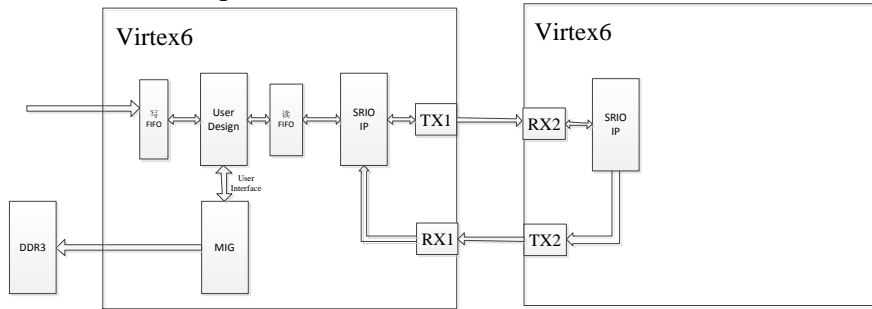 Virtex6
Virtex6
写
FIFO
User
Design
读
FIFO
SRIO
IP
TX1
RX2
SRIO
IP
User
Interface
DDR3
MIG
RX1
TX2